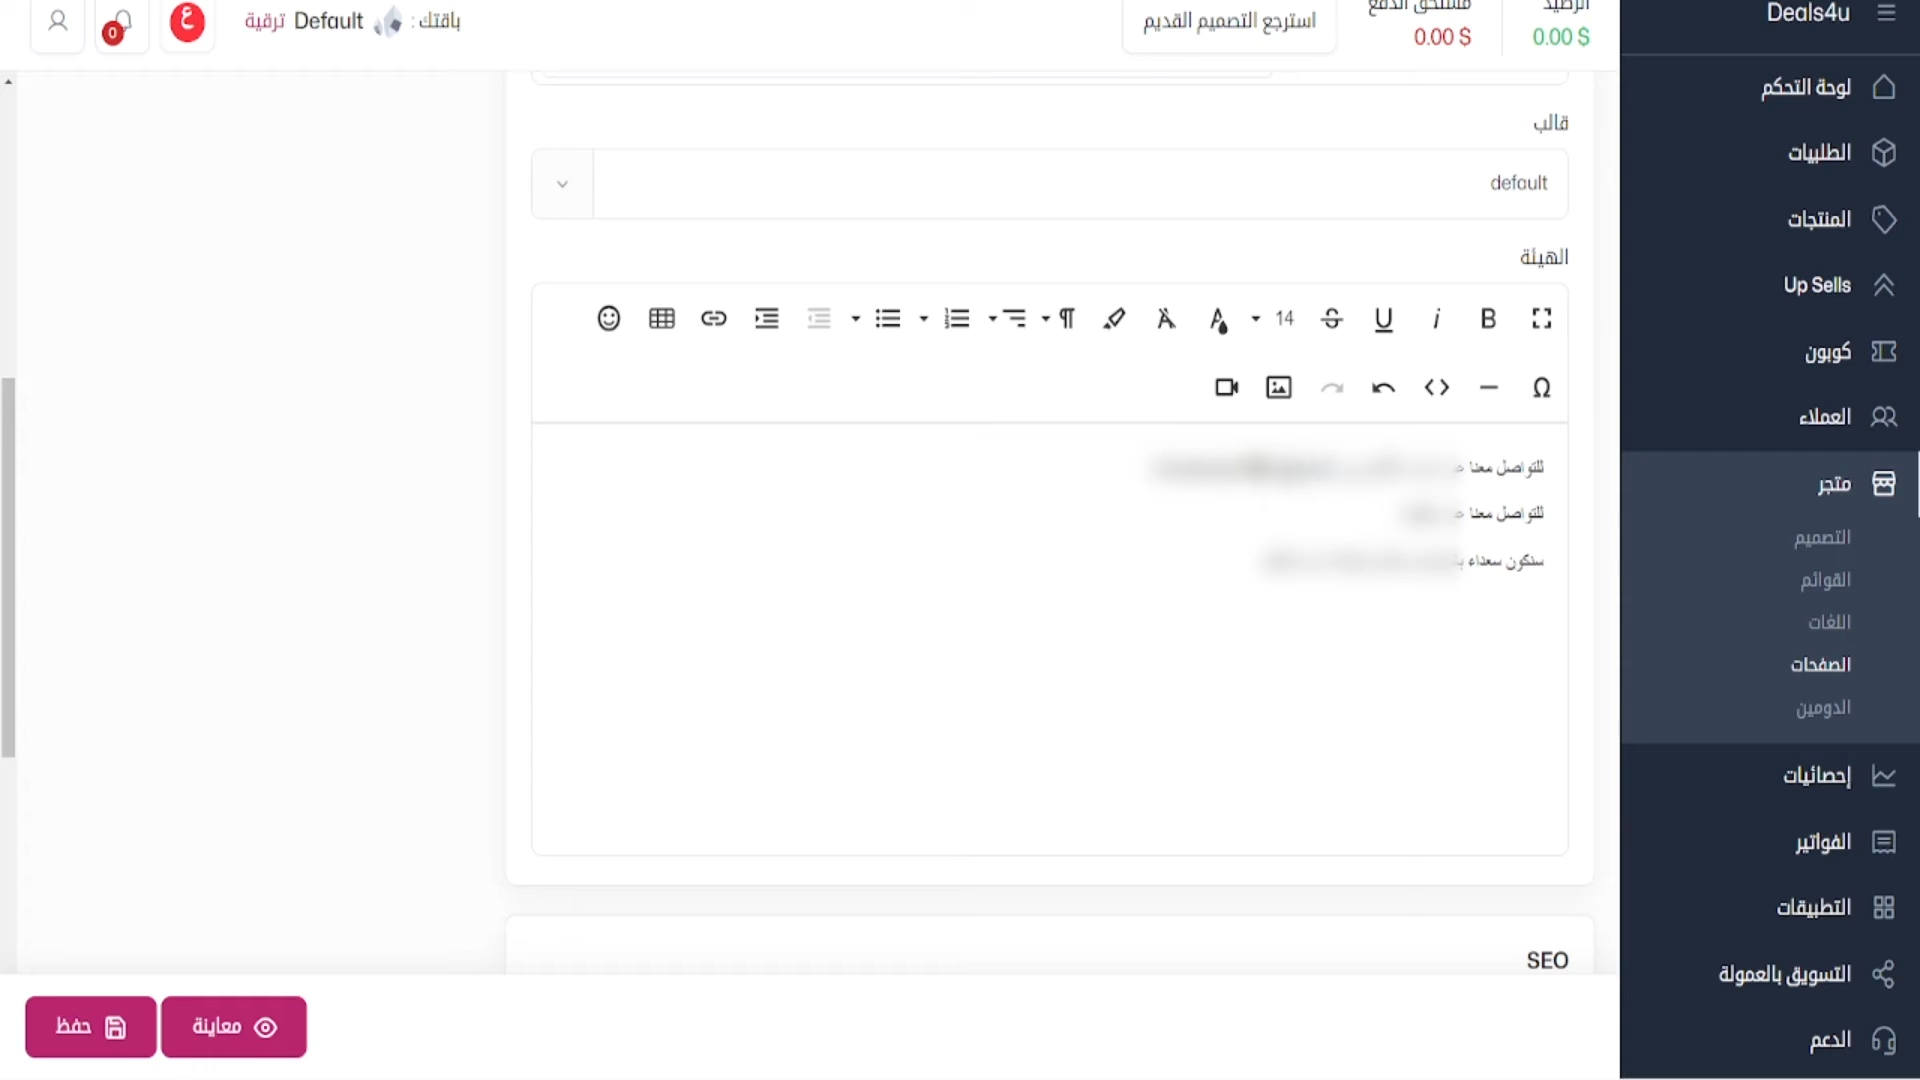 Deals4u
الرصيد
0.00 $
مستحق الدفع
0.00 $
استرجع التصميم القديم
باقتك : Default ترقية
ع
0
لوحة التحكم
الطلبيات
المنتجات
Up Sells
كوبون
العملاء
متجر
التصميم
القوائم
اللغات
الصفحات
الدومين
إحصائيات
الفواتير
التطبيقات
التسويق بالعمولة
الدعم
قالب
default
الهيئة
14
للتواصل معنا
للتواصل معنا
سنكون سعداء
SEO
معاينة
حفظ